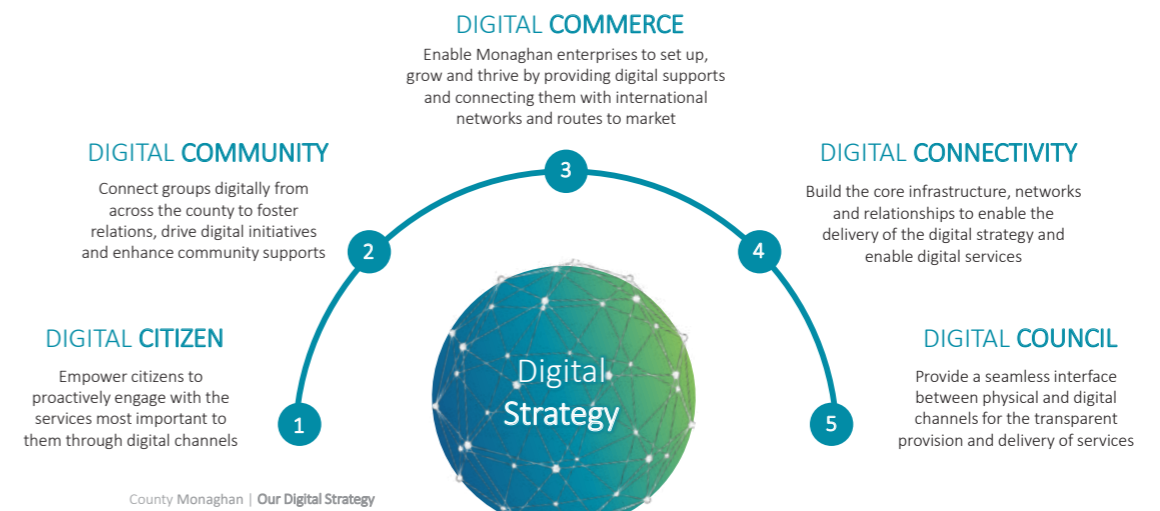 DIGITAL CITIZEN
Empower citizens to
proactively engage with the
services most important to
them through digital channels
1
DIGITAL COMMUNITY
Connect groups digitally from
across the county to foster
relations, drive digital initiatives
and enhance community supports
2
DIGITAL COMMERCE
Enable Monaghan enterprises to set up,
grow and thrive by providing digital supports
and connecting them with international
networks and routes to market
3
DIGITAL CONNECTIVITY
Build the core infrastructure, networks
and relationships to enable the
delivery of the digital strategy and
enable digital services
4
DIGITAL COUNCIL
Provide a seamless interface
between physical and digital
channels for the transparent
provision and delivery of services
5
Digital
Strategy
County Monaghan | Our Digital Strategy